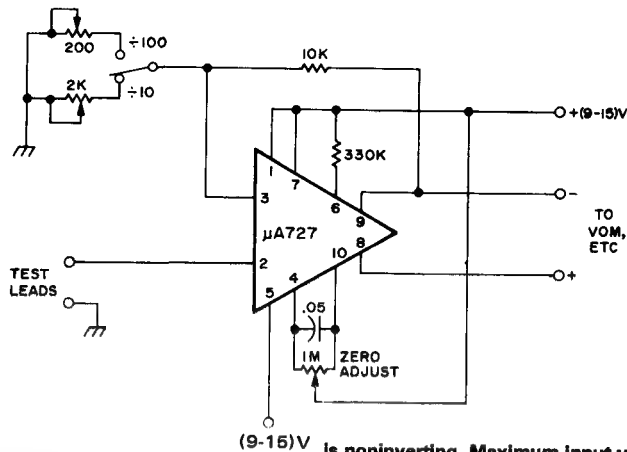 200
÷100
2K
÷10
10K
+(9-15)V
330K
1
7
6
3
9
μA727
8
2
10
4
5
-
TO
VOM,
ETC
+
TEST
LEADS
.05
1M
ZERO
ADJUST
(9-15)V
is noninverting. Maximum input v